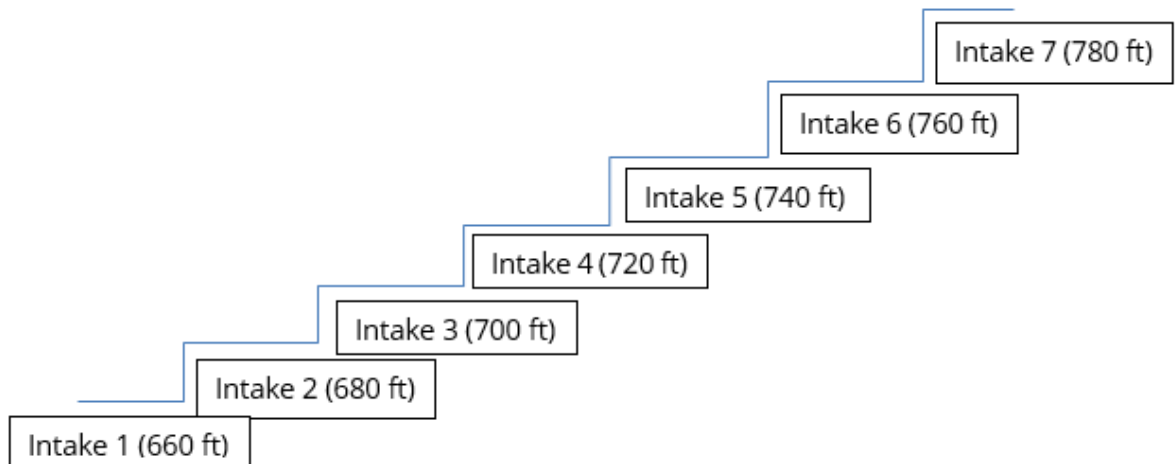 Intake 7 (780 ft)
Intake 6 (760 ft)
Intake 5 (740 ft)
Intake 4 (720 ft)
Intake 3 (700 ft)
Intake 2 (680 ft)
Intake 1 (660 ft)